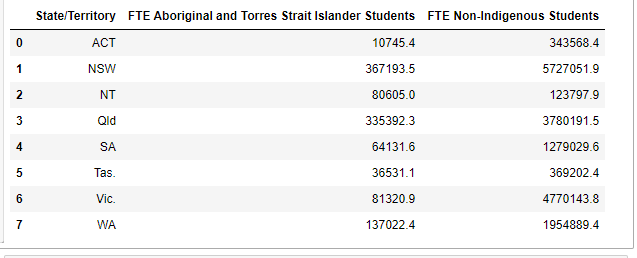 State/Territory FTE Aboriginal and Torres Strait Islander Students FTE Non-Indigenous Students
0 ACT 10745.4 343568.4
1 NSW 367193.5 5727051.9
2 NT 80605.0 123797.9
3 Qld 335392.3 3780191.5
4 SA 64131.6 1279029.6
5 Tas. 36531.1 369202.4
6 Vic. 81320.9 4770143.8
7 WA 137022.4 1954889.4